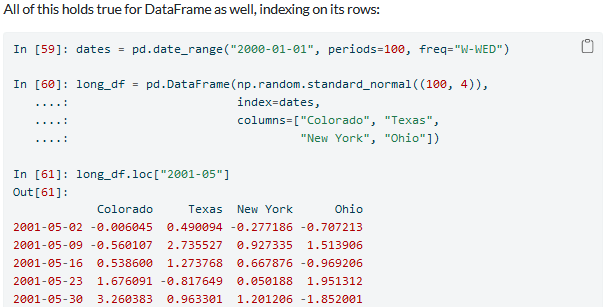 All of this holds true for DataFrame as well, indexing on its rows:
In [59]: dates = pd.date_range("2000-01-01", periods=100, freq="W-WED")
In [60]: long_df = pd.DataFrame(np.random.standard_normal((100, 4)),
....: index=dates,
....: columns=["Colorado", "Texas",
....: "New York", "Ohio"])
In [61]: long_df.loc["2001-05"]
Out[61]:
Colorado Texas New York Ohio
2001-05-02 -0.006045 0.490094 -0.277186 -0.707213
2001-05-09 -0.560107 2.735527 0.927335 1.513906
2001-05-16 0.538600 1.273768 0.667876 -0.969206
2001-05-23 1.676091 -0.817649 0.050188 1.951312
2001-05-30 3.260383 0.963301 1.201206 -1.852001